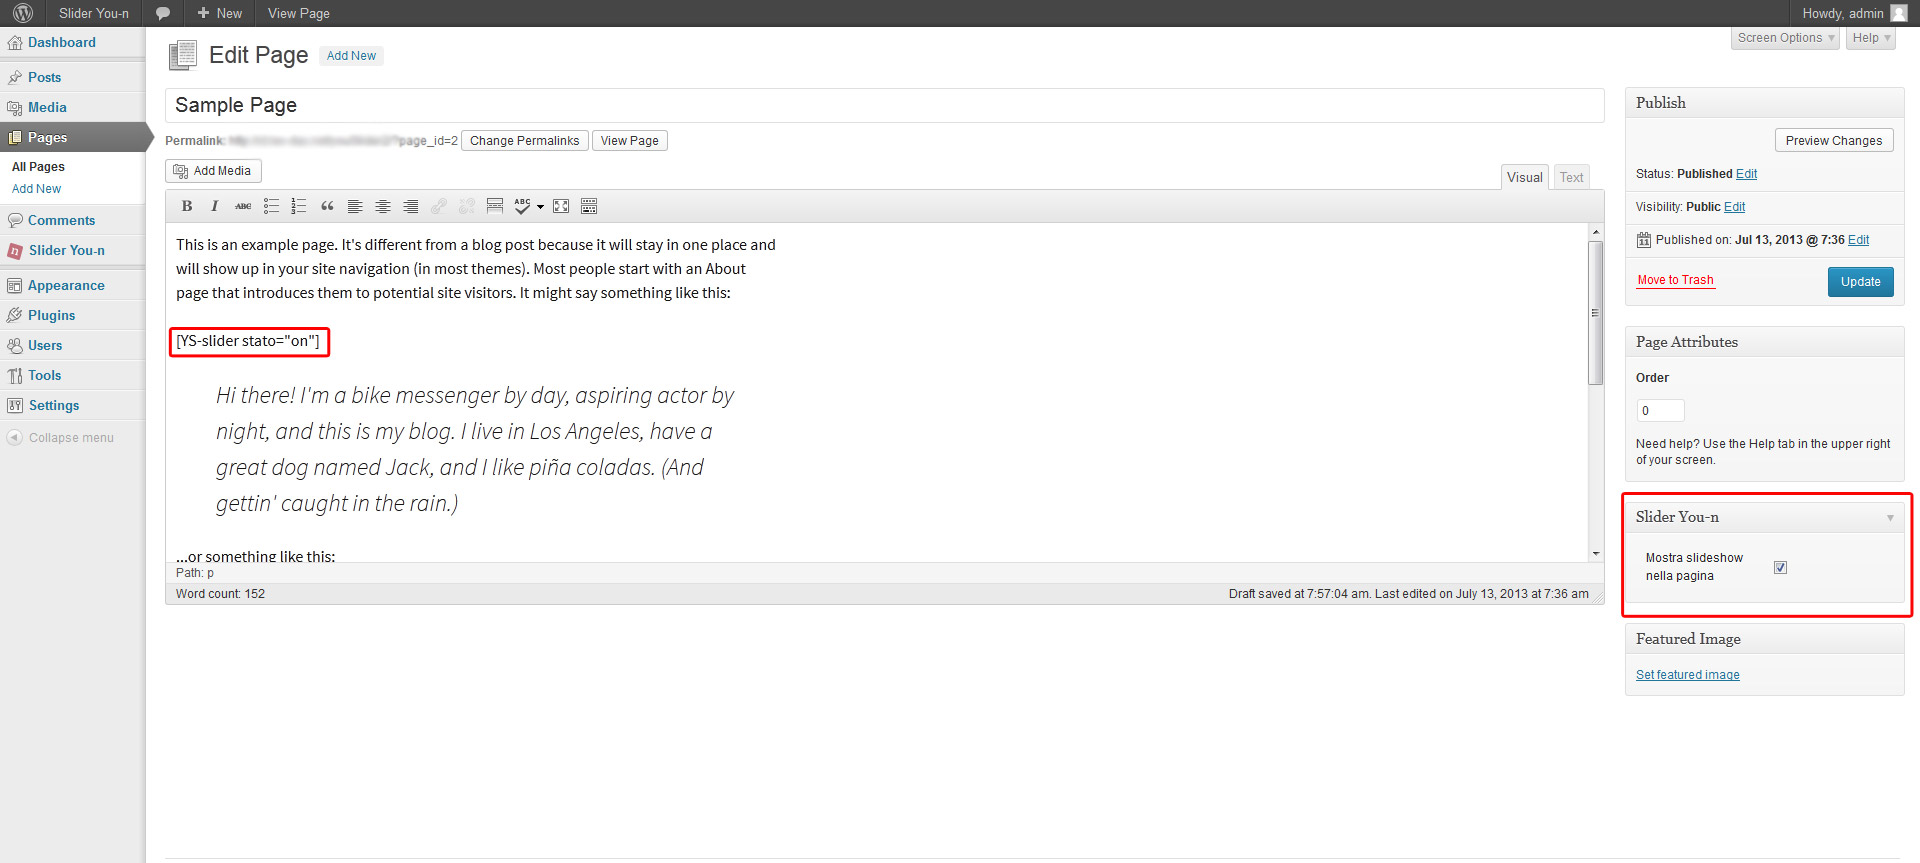 Slider You-n
New
View Page
Howdy, admin
Dashboard
Posts
Media
Pages
All Pages
Add New
Comments
Slider You-n
Appearance
Plugins
Users
Tools
Settings
Collapse menu
Screen Options
Help
Edit Page
Add New
Sample Page
Permalink: page_id=2
Change Permalinks
View Page
Add Media
Visual
Text
B I ABC ABC
This is an example page. It's different from a blog post because it will stay in one place and
will show up in your site navigation (in most themes). Most people start with an About
page that introduces them to potential site visitors. It might say something like this:
[YS-slider stato="on"]
Hi there! I'm a bike messenger by day, aspiring actor by
night, and this is my blog. I live in Los Angeles, have a
great dog named Jack, and I like piña coladas. (And
gettin' caught in the rain.)
...or something like this:
Path: p
Word count: 152
Draft saved at 7:57:04 am. Last edited on July 13, 2013 at 7:36 am
Publish
Preview Changes
Status: Published Edit
Visibility: Public Edit
11
Published on: Jul 13, 2013 @ 7:36 Edit
Move to Trash
Update
Page Attributes
Order
0
Need help? Use the Help tab in the upper right
of your screen.
Slider You-n
Mostra slideshow
nella pagina
Featured Image
Set featured image